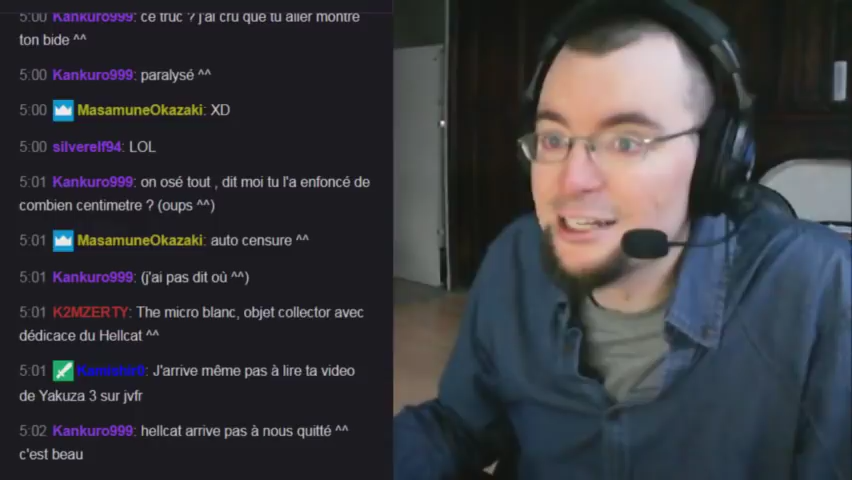 5:00 Kankuro999: ce truc ? j'ai cru que tu aller montre
ton bide ^^
5:00 Kankuro999: paralysé ^^
5:00 MasamuneOkazaki: XD
5:00 silverelf94: LOL
5:01 Kankuro999: on osé tout , dit moi tu l'a enfoncé de
combien centimetre ? (oups ^^)
5:01 MasamuneOkazaki: auto censure ^^
5:01 Kankuro999: (j'ai pas dit où ^^)
5:01 K2MZERTY: The micro blanc, objet collector avec
dédicace du Hellcat ^^
5:01 : J'arrive même pas à lire ta video
de Yakuza 3 sur jvfr
5:02 Kankuro999: hellcat arrive pas à nous quitté ^^
c'est beau